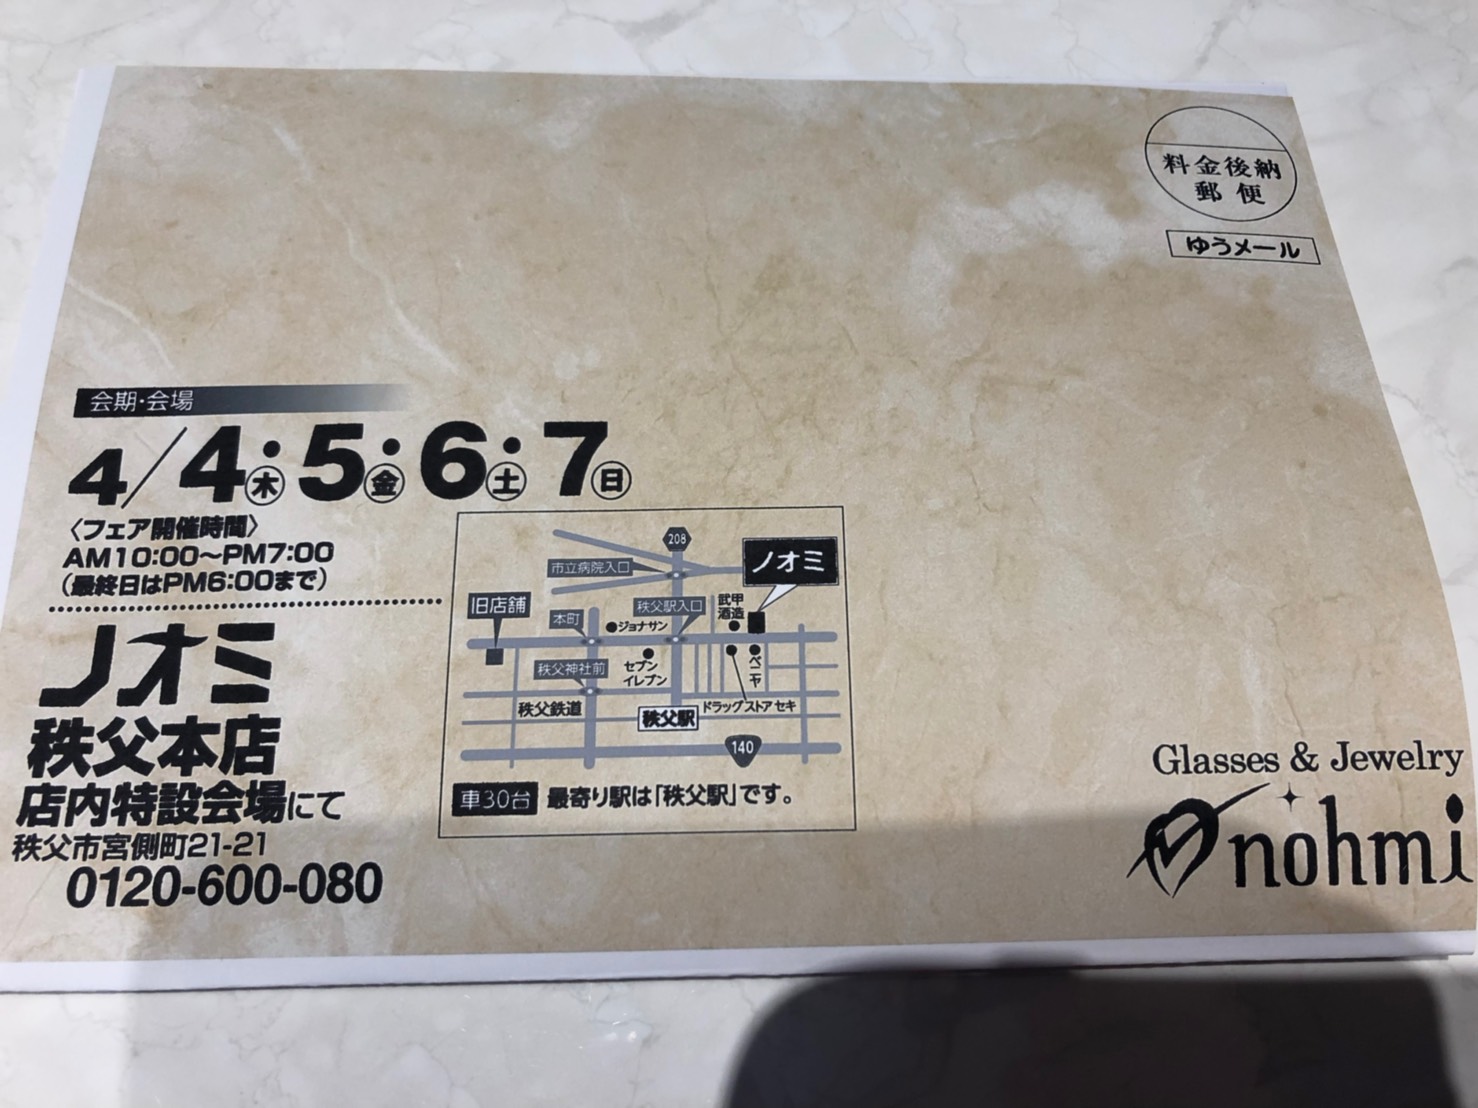 料金後納
郵便
ゆうメール
会期・会場
4/4㊍・5㊎・6㊏・7㊐
〈フェア開催時間〉
AM10:00〜PM7:00
(最終日はPM6:00まで)
ノオミ
秩父本店
店内特設会場にて
秩父市宮側町21-21
0120-600-080
208
市立病院入口
ノオミ
旧店舗
本町
ジョナサン
秩父駅入口
武甲
酒造
秩父神社前
セブン
イレブン
ベニヤ
ドラッグストアセキ
秩父鉄道
秩父駅
140
車30台 最寄り駅は「秩父駅」です。
Glasses & Jewelry
nohmi